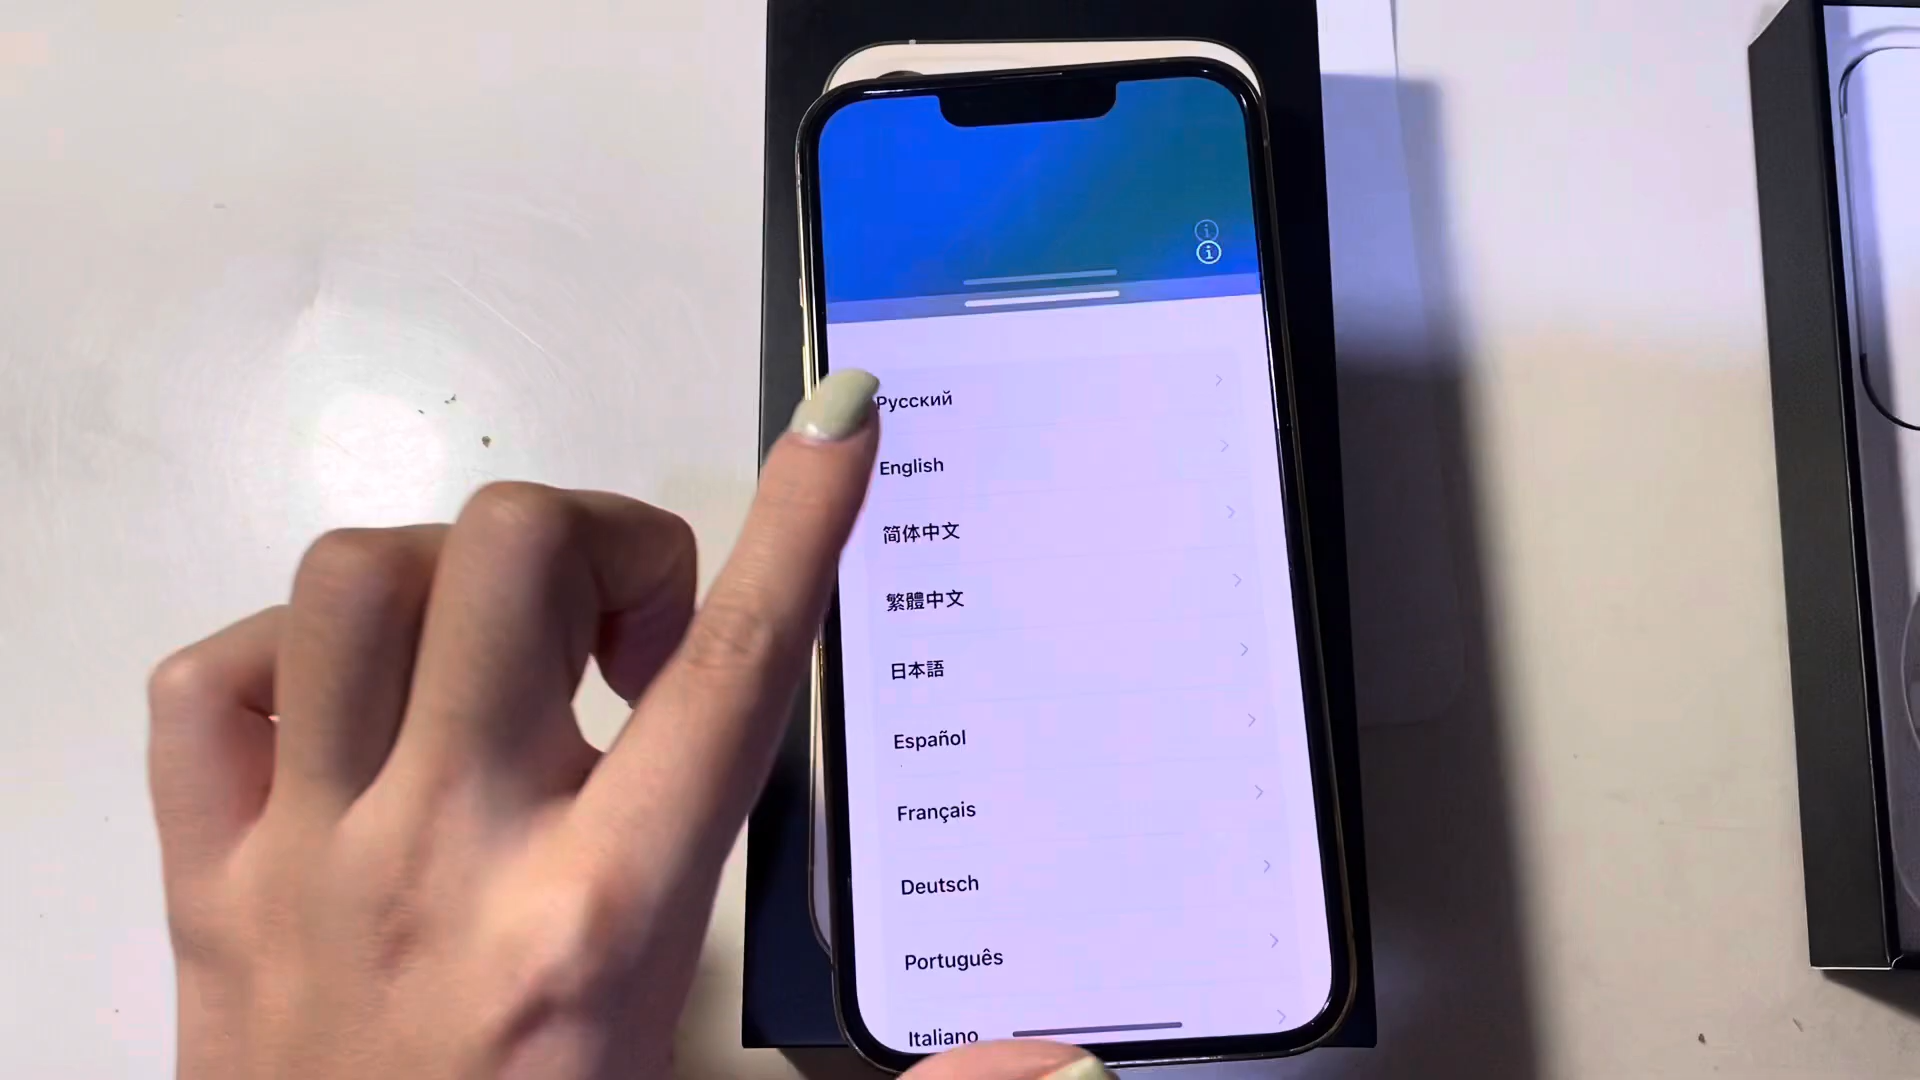 Русский
English
简体中文
繁體中文
日本語
Español
Français
Deutsch
Português
Italiano